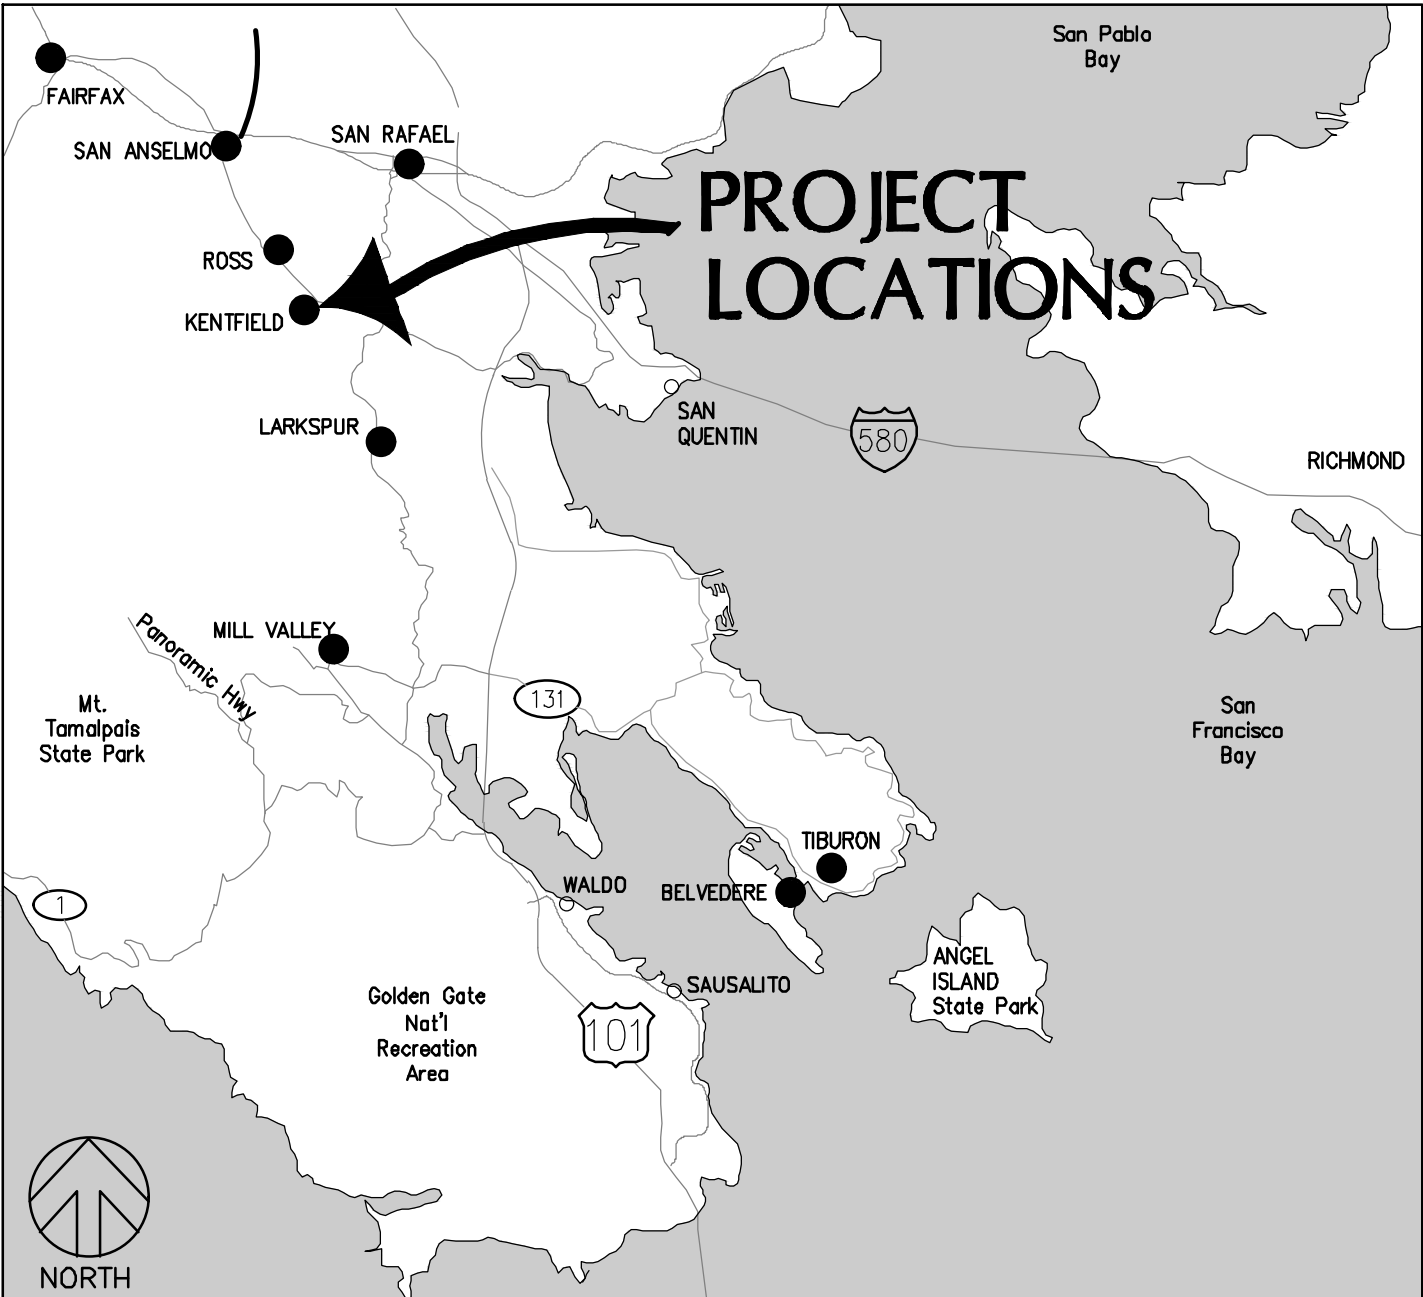 San Pablo
Bay
FAIRFAX
SAN RAFAEL
SAN ANSELMO
PROJECT
LOCATIONS
ROSS
KENTFIELD
SAN
QUENTIN
LARKSPUR
580
RICHMOND
Panoramic Hwy
MILL VALLEY
131
Mt.
Tamalpais
State Park
San
Francisco
Bay
TIBURON
WALDO
BELVEDERE
1
ANGEL
ISLAND
State Park
SAUSALITO
Golden Gate
Nat'l
Recreation
Area
101
NORTH